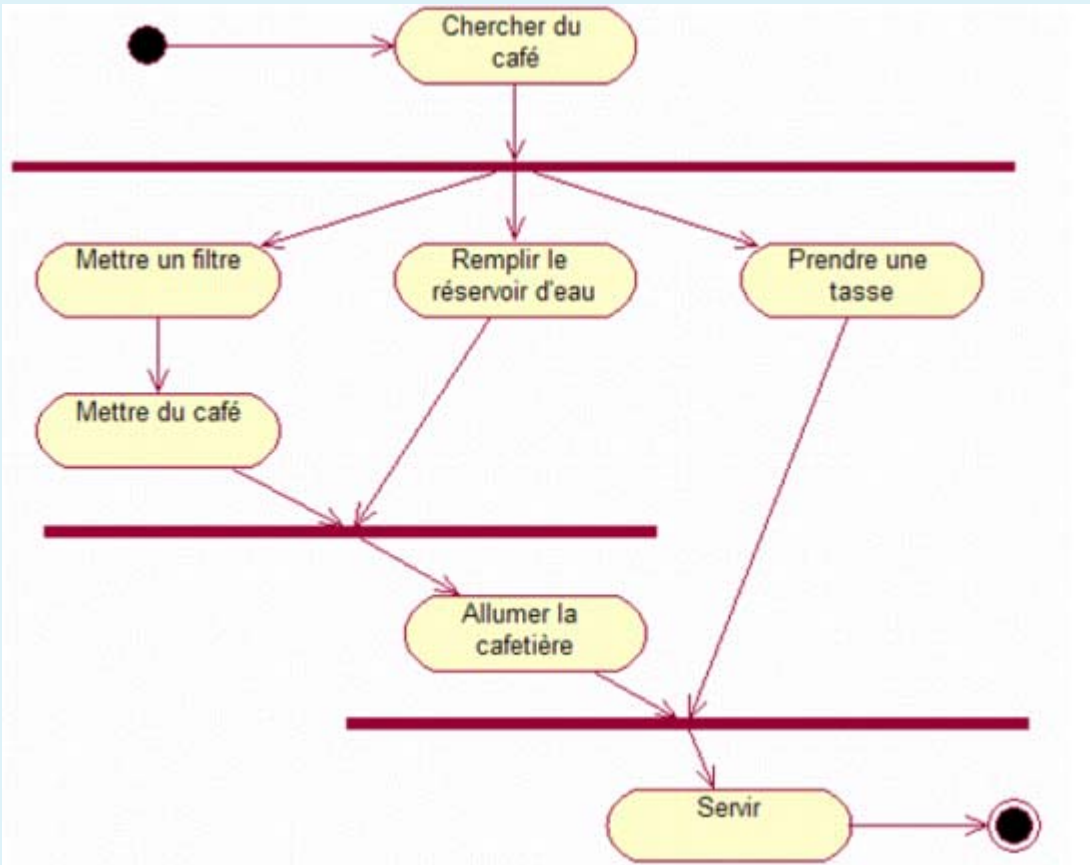 Chercher du
café
Mettre un filtre
Remplir le
réservoir d'eau
Prendre une
tasse
Mettre du café
Allumer la
cafetière
Servir